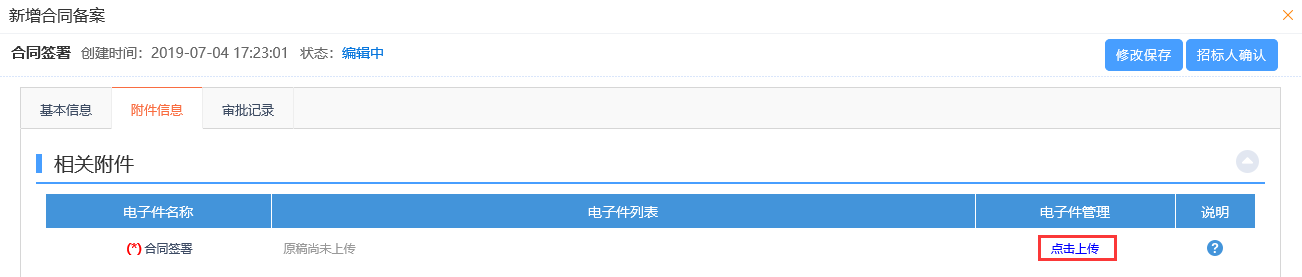 新增合同备案
合同签署 创建时间：2019-07-04 17:23:01 状态：编辑中 修改保存 招标人确认
基本信息 附件信息 审批记录
相关附件
电子件名称 电子件列表 电子件管理 说明
(*) 合同签署 原稿尚未上传 点击上传 ?